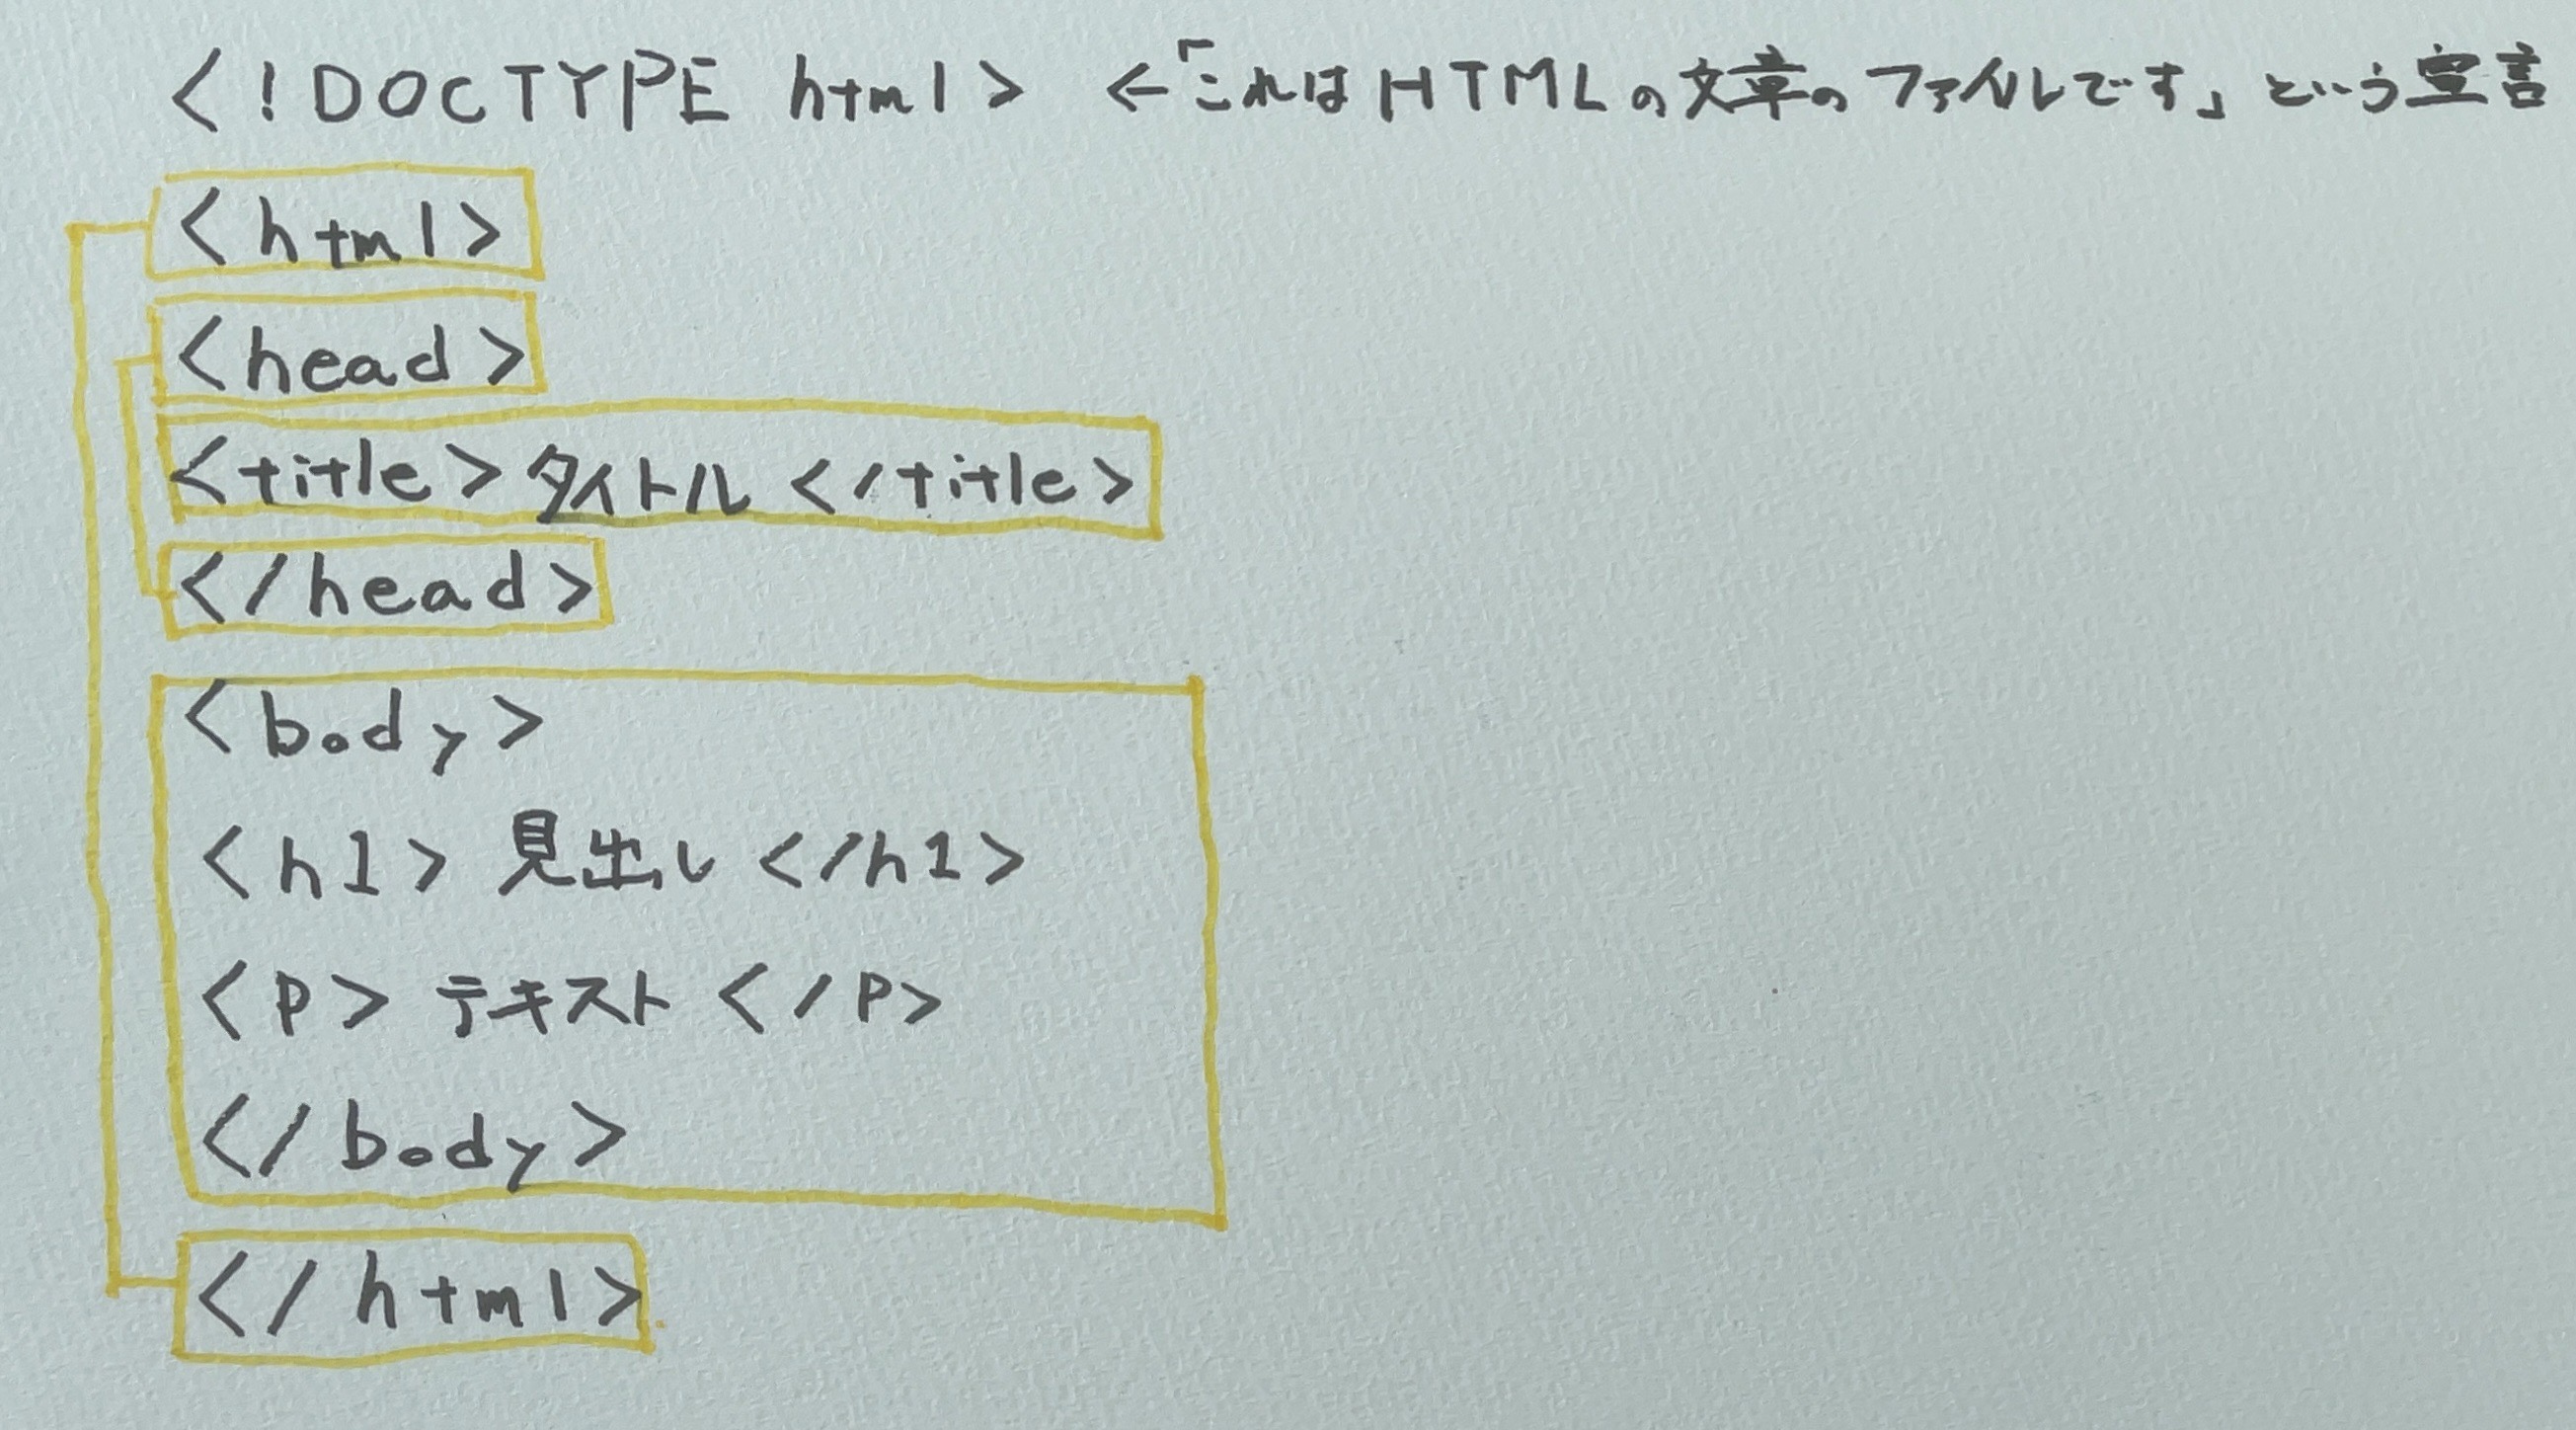 <!DOCTYPE html> ←「これはHTMLの文章のファイルです」という宣言
<html>
<head>
<title>タイトル</title>
</head>
<body>
<h1>見出し</h1>
<p>テキスト</p>
</body>
</html>